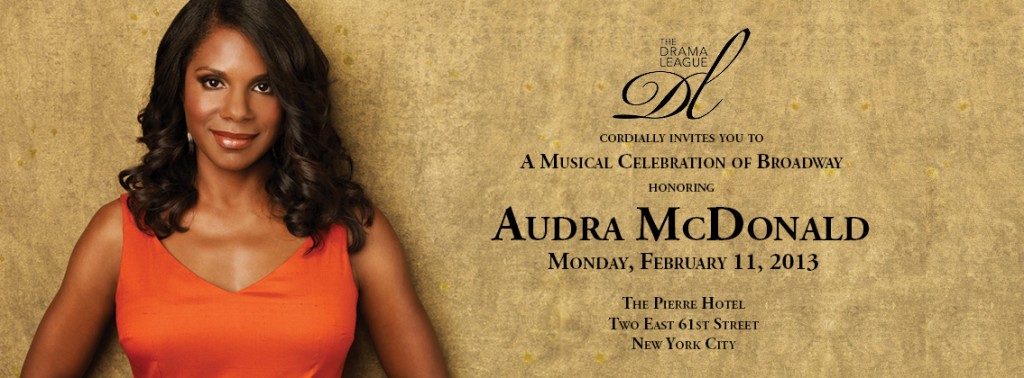 THE
DRAMA
LEAGUE
Dl
CORDIALLY INVITES YOU TO
A MUSICAL CELEBRATION OF BROADWAY
HONORING
AUDRA MCDONALD
MONDAY, FEBRUARY 11, 2013
THE PIERRE HOTEL
TWO EAST 61ST STREET
NEW YORK CITY